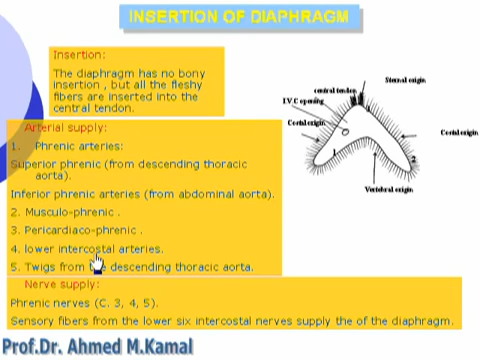 INSERTION OF DIAPHRAGM
Insertion:
The diaphragm has no bony
insertion , but all the fleshy
fibers are inserted into the
central tendon.
Sternal origin
central tendon
I.V.C opening
Costal origin
Costal origin
1
2
3
Vertebral origin
Arterial supply:
1. Phrenic arteries:
Superior phrenic (from descending thoracic
aorta).
Inferior phrenic arteries (from abdominal aorta).
2. Musculo-phrenic .
3. Pericardiaco-phrenic .
4. lower intercostal arteries.
5. Twigs from the descending thoracic aorta.
Nerve supply:
Phrenic nerves (C. 3, 4, 5).
Sensory fibers from the lower six intercostal nerves supply the of the diaphragm.
Prof.Dr. Ahmed M.Kamal